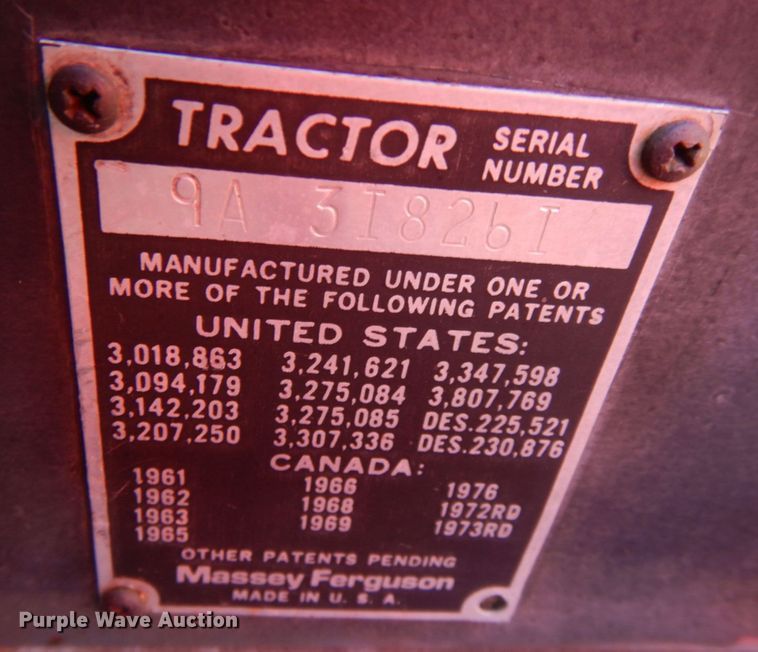 TRACTOR SERIAL NUMBER
9A 318261
MANUFACTURED UNDER ONE OR
MORE OF THE FOLLOWING PATENTS
UNITED STATES:
3,018,863 3,241,621 3,347,598
3,094,179 3,275,084 3,807,769
3,142,203 3,275,085 DES.225,521
3,207,250 3,307,336 DES.230,876
CANADA:
1961 1966 1976
1962 1968 1972RD
1963 1969 1973RD
1965
OTHER PATENTS PENDING
Massey Ferguson
MADE IN U. S. A.
Purple Wave Auction